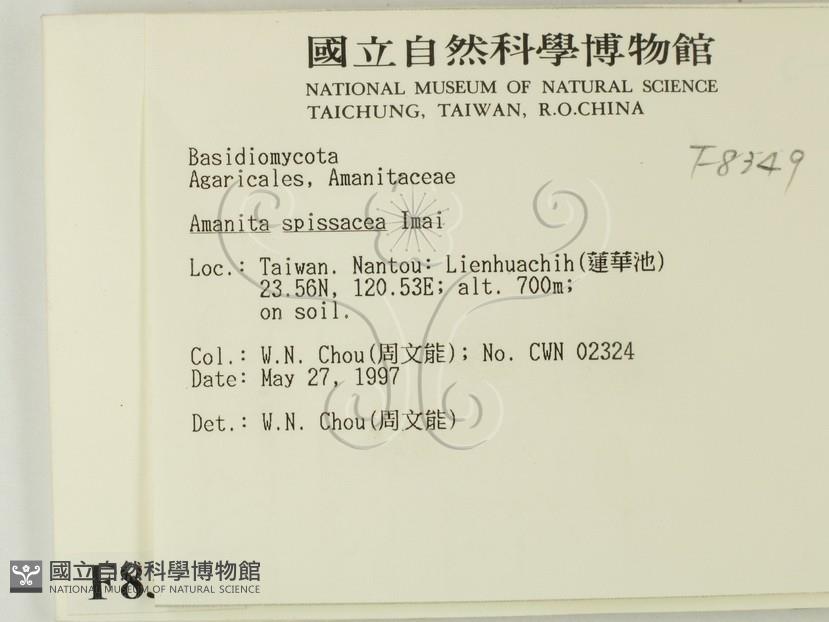 國立自然科學博物館
NATIONAL MUSEUM OF NATURAL SCIENCE
TAICHUNG, TAIWAN, R.O.CHINA
F8349
Basidiomycota
Agaricales, Amanitaceae
Amanita spissacea Imai
Loc.: Taiwan. Nantou: Lienhuachih(蓮華池)
23.56N, 120.53E; alt. 700m;
on soil.
Col.: W.N. Chou(周文能); No. CWN 02324
Date: May 27, 1997
Det.: W.N. Chou(周文能)
F8
國立自然科學博物館
NATIONAL MUSEUM OF NATURAL SCIENCE